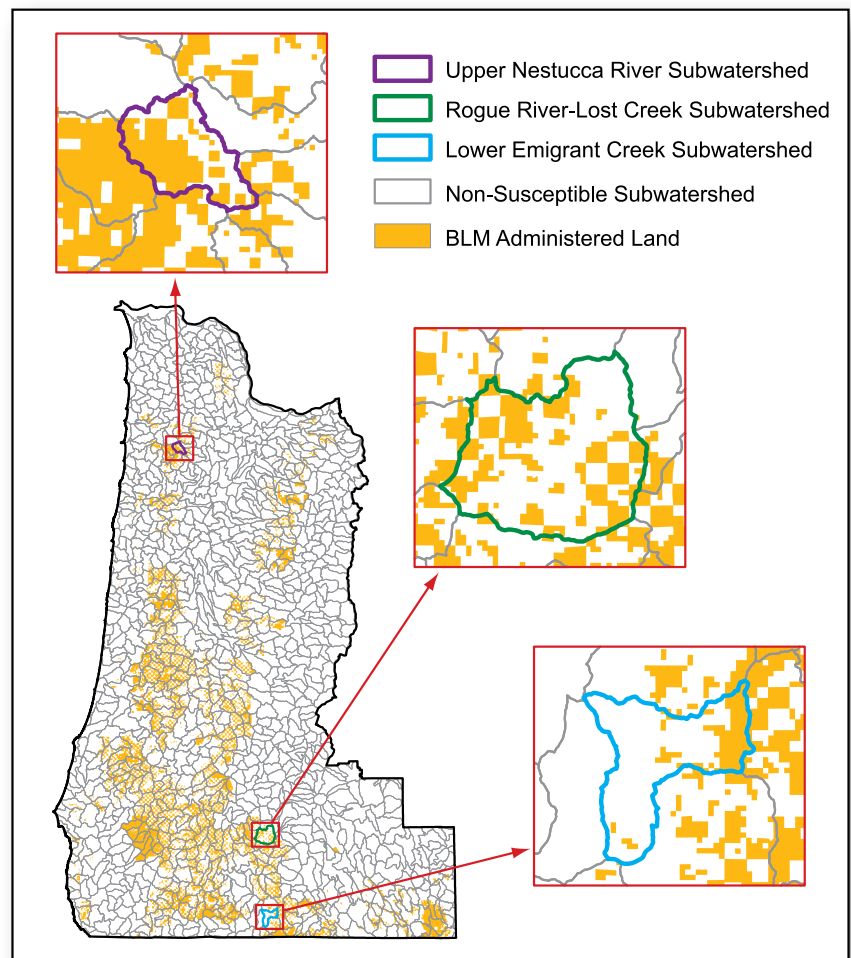 Upper Nestucca River Subwatershed
Rogue River-Lost Creek Subwatershed
Lower Emigrant Creek Subwatershed
Non-Susceptible Subwatershed
BLM Administered Land